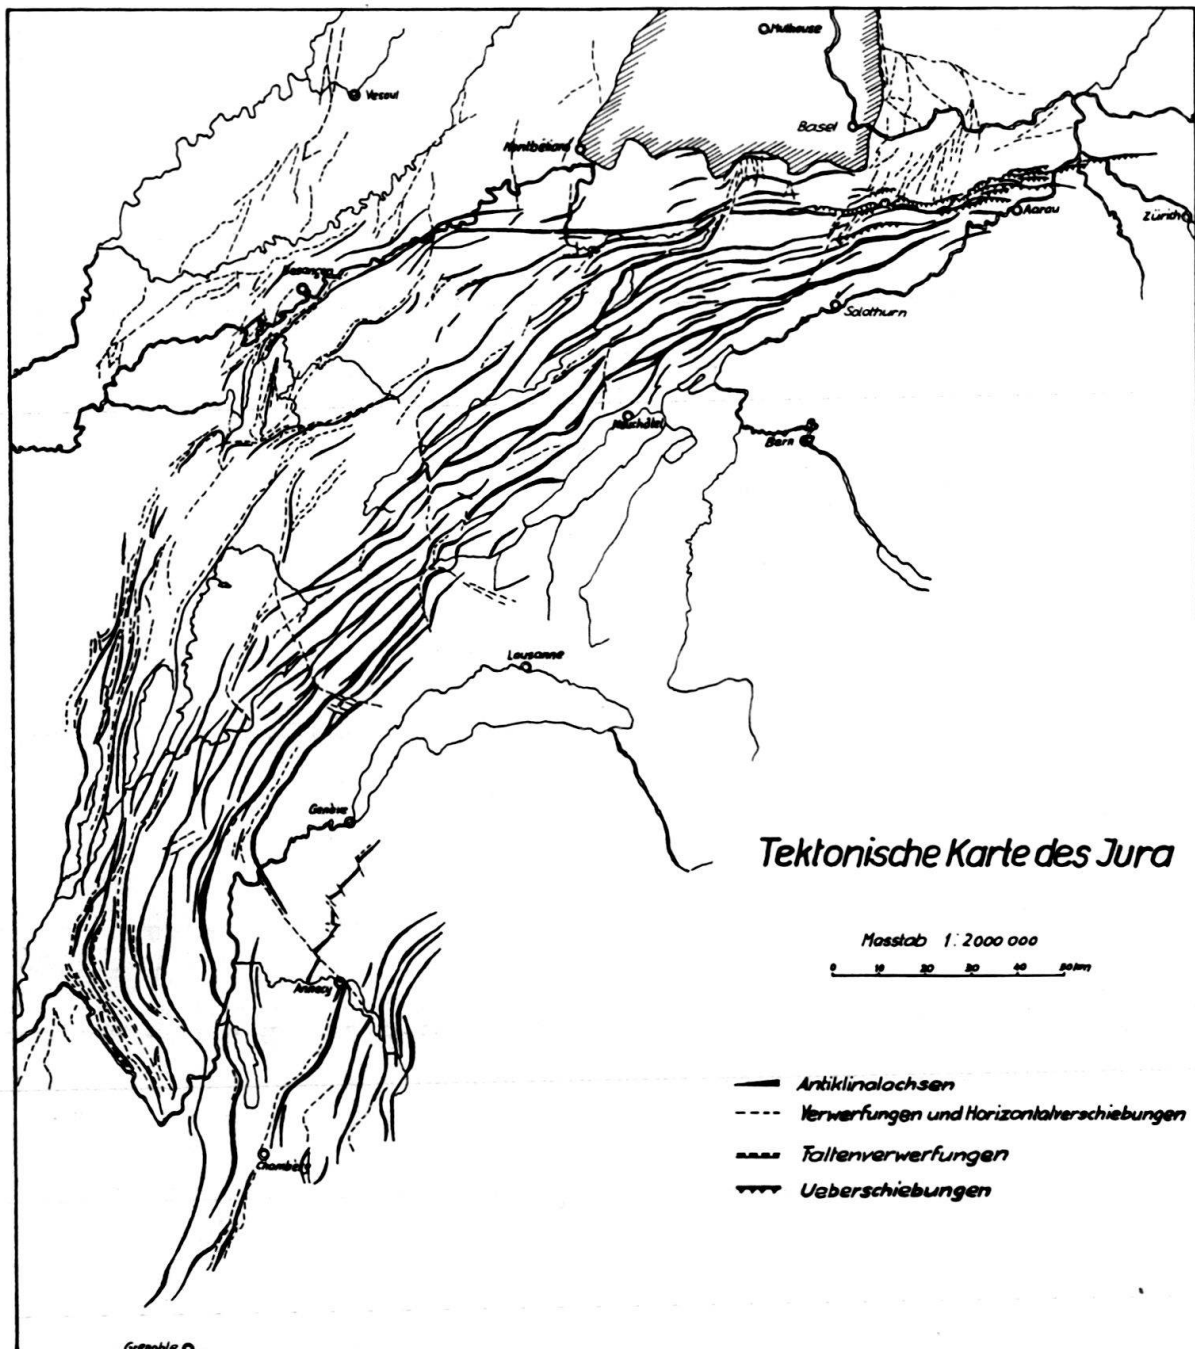 Mulhouse
Vesoul
Basel
Montbéliard
Aarau
Zürich
Besançon
Solothurn
Neuchâtel
Bern
Lausanne
Genève
Tektonische Karte des Jura
Masstab 1:2000 000
0 10 20 30 40 50 km
Annecy
Antiklinalachsen
Verwerfungen und Horizontalverschiebungen
Faltenverwerfungen
Chambéry
Ueberschiebungen
Grenoble